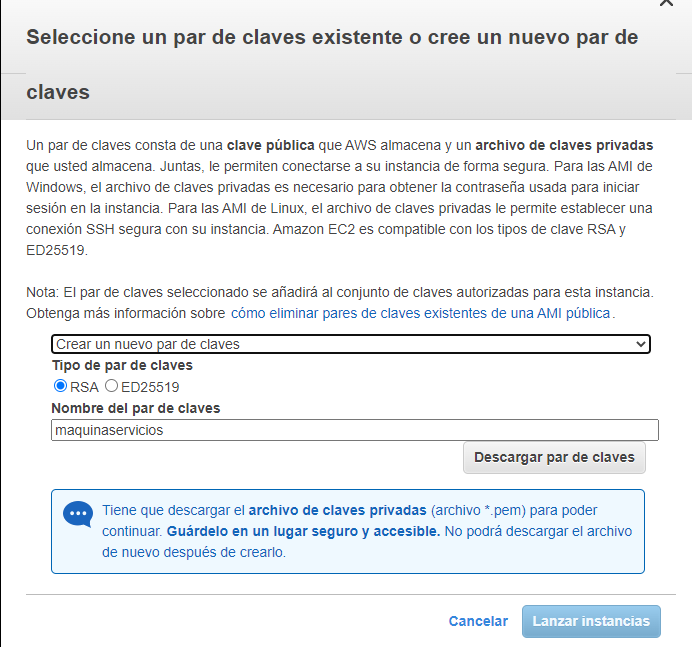 Seleccione un par de claves existente o cree un nuevo par de
claves
Un par de claves consta de una clave pública que AWS almacena y un archivo de claves privadas
que usted almacena. Juntas, le permiten conectarse a su instancia de forma segura. Para las AMI de
Windows, el archivo de claves privadas es necesario para obtener la contraseña usada para iniciar
sesión en la instancia. Para las AMI de Linux, el archivo de claves privadas le permite establecer una
conexión SSH segura con su instancia. Amazon EC2 es compatible con los tipos de clave RSA y
ED25519.
Nota: El par de claves seleccionado se añadirá al conjunto de claves autorizadas para esta instancia.
Obtenga más información sobre cómo eliminar pares de claves existentes de una AMI pública.
Crear un nuevo par de claves
Tipo de par de claves
RSA ED25519
Nombre del par de claves
maquinaservicios
Descargar par de claves
Tiene que descargar el archivo de claves privadas (archivo *.pem) para poder
continuar. Guárdelo en un lugar seguro y accesible. No podrá descargar el archivo
de nuevo después de crearlo.
Cancelar Lanzar instancias